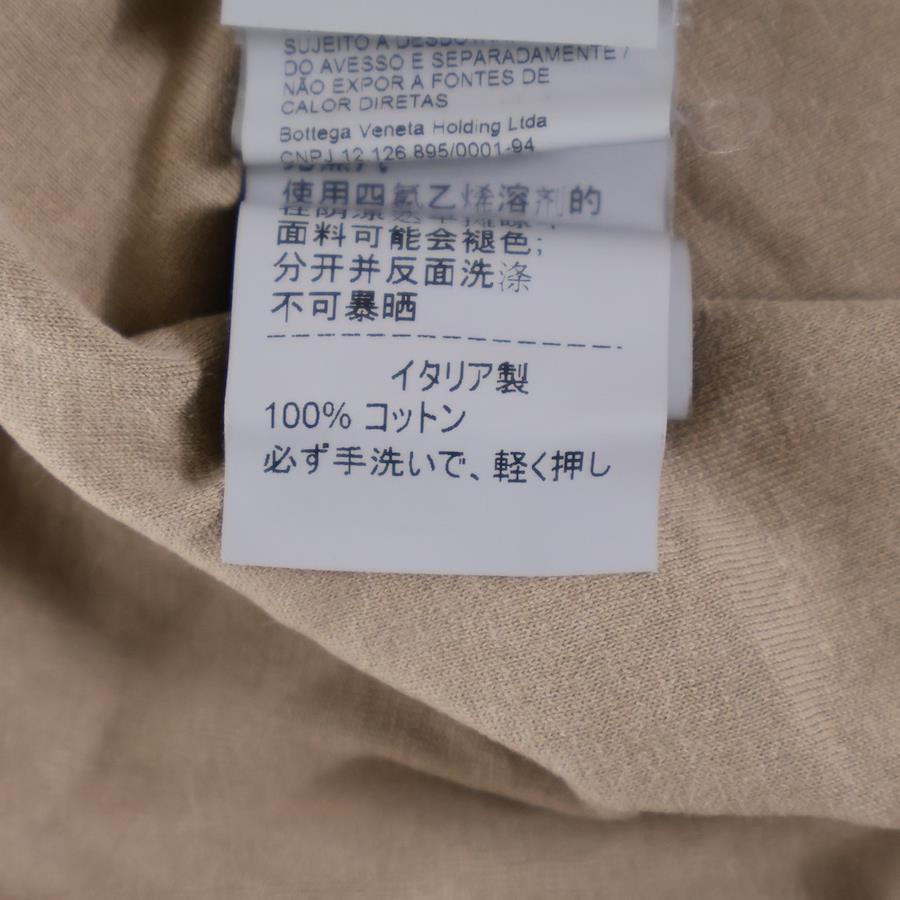 SUJEITO A
DO AVESSO E SEPARADAMENTE /
NÃO EXPOR A FONTES DE
CALOR DIRETAS
Bottega Veneta Holding Ltda
CNPJ 12 126 895/0001-94
使用四氯乙烯溶剂的
面料可能会褪色;
分开并反面洗涤
不可暴晒
イタリア製
100% コットン
必ず手洗いで、軽く押し